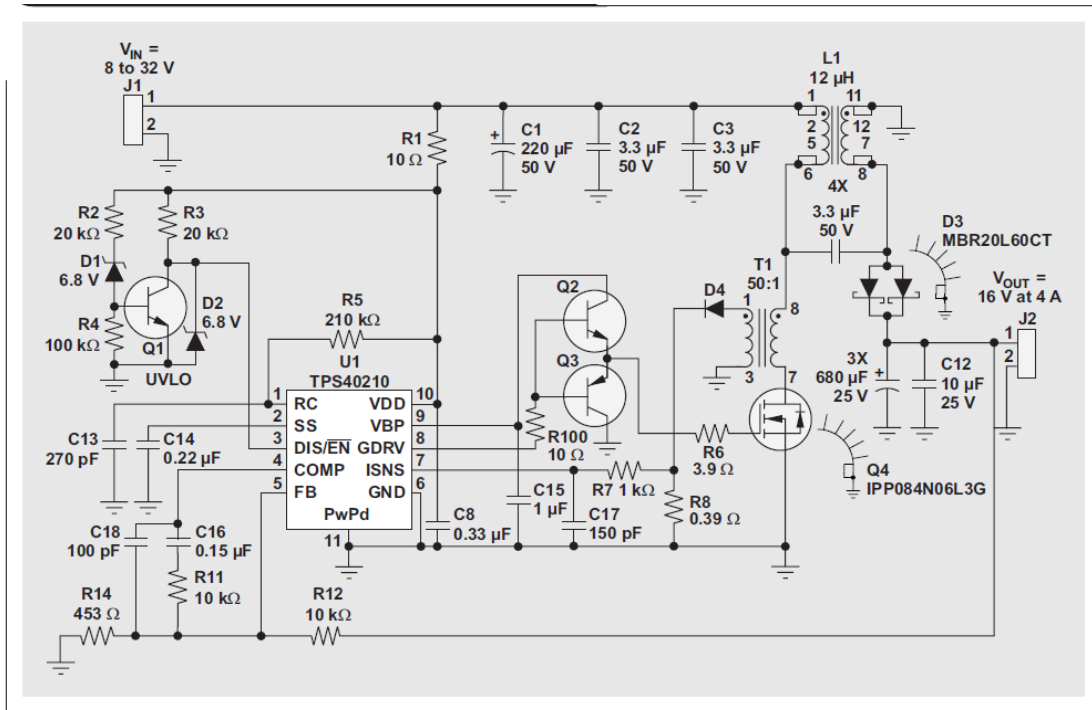 V_IN =
8 to 32 V
J1
1
2
R1
10 Ω
C1
220 µF
50 V
+
C2
3.3 µF
50 V
C3
3.3 µF
50 V
L1
12 µH
1 11
2 12
5 7
6 8
4X
3.3 µF
50 V
D3
MBR20L60CT
V_OUT =
16 V at 4 A
J2
1
2
R2
20 kΩ
R3
20 kΩ
D1
6.8 V
D2
6.8 V
R4
100 kΩ
Q1
UVLO
R5
210 kΩ
U1
TPS40210
1 RC VDD 10
2 SS VBP 9
3 DIS/EN GDRV 8
4 COMP ISNS 7
5 FB GND 6
PwPd
11
Q2
Q3
D4
T1
50:1
1 8
3 7
R100
10 Ω
R6
3.9 Ω
R7 1 kΩ
R8
0.39 Ω
Q4
IPP084N06L3G
3X
680 µF
25 V
+
C12
10 µF
25 V
C13
270 pF
C14
0.22 µF
C15
1 µF
C17
150 pF
C8
0.33 µF
C18
100 pF
C16
0.15 µF
R11
10 kΩ
R14
453 Ω
R12
10 kΩ